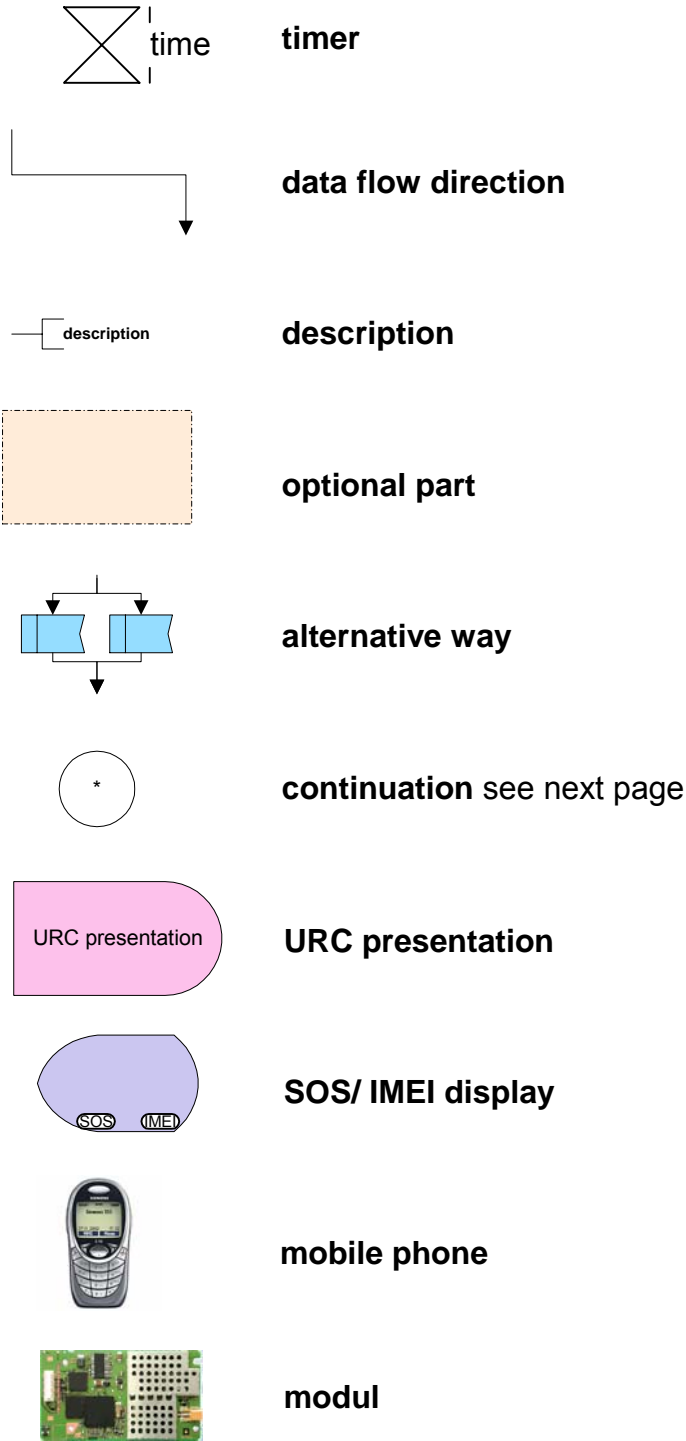 time
timer
data flow direction
description
description
optional part
alternative way
*
continuation see next page
URC presentation
URC presentation
SOS IMEI
SOS/ IMEI display
SIEMENS
mobile phone
modul